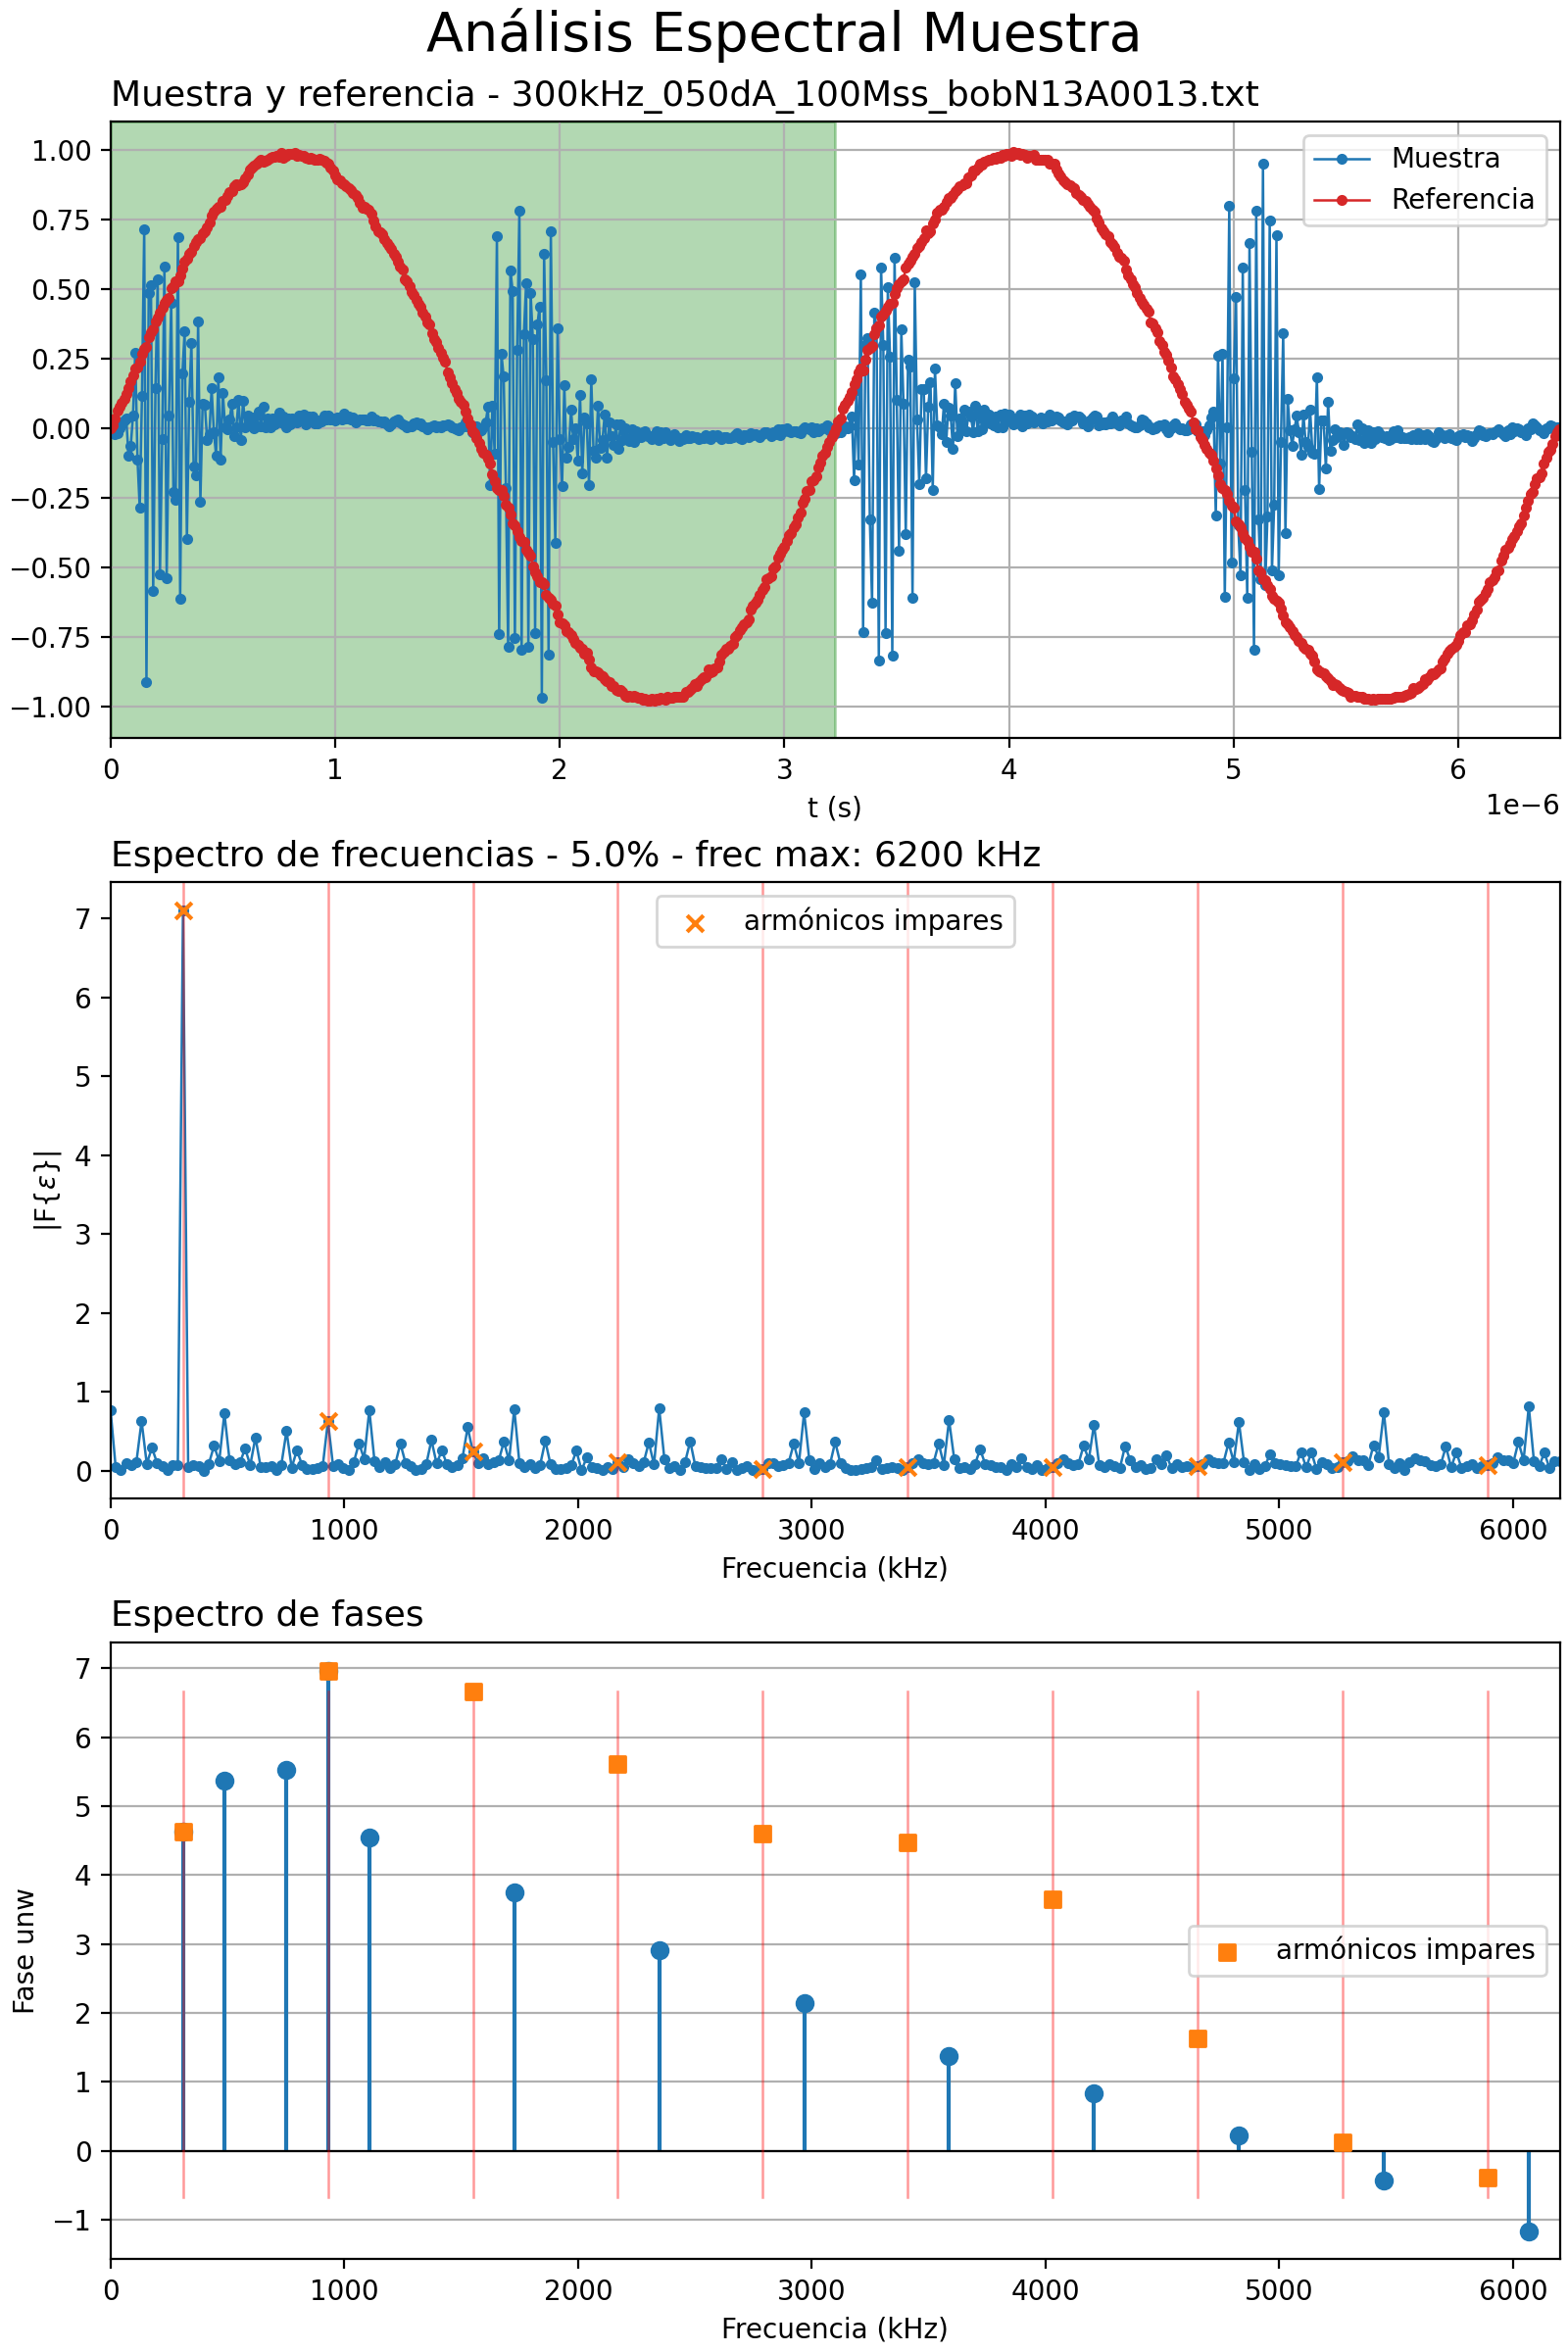 Análisis Espectral Muestra
Muestra y referencia - 300kHz_050dA_100Mss_bobN13A0013.txt
1.00
0.75
0.50
0.25
0.00
−0.25
−0.50
−0.75
−1.00
Muestra
Referencia
0 1 2 3 4 5 6
t (s)
1e−6
Espectro de frecuencias - 5.0% - frec max: 6200 kHz
armónicos impares
7
6
5
4
3
2
1
0
|F{ε}|
0 1000 2000 3000 4000 5000 6000
Frecuencia (kHz)
Espectro de fases
7
6
5
4
3
2
1
0
−1
Fase unw
armónicos impares
0 1000 2000 3000 4000 5000 6000
Frecuencia (kHz)